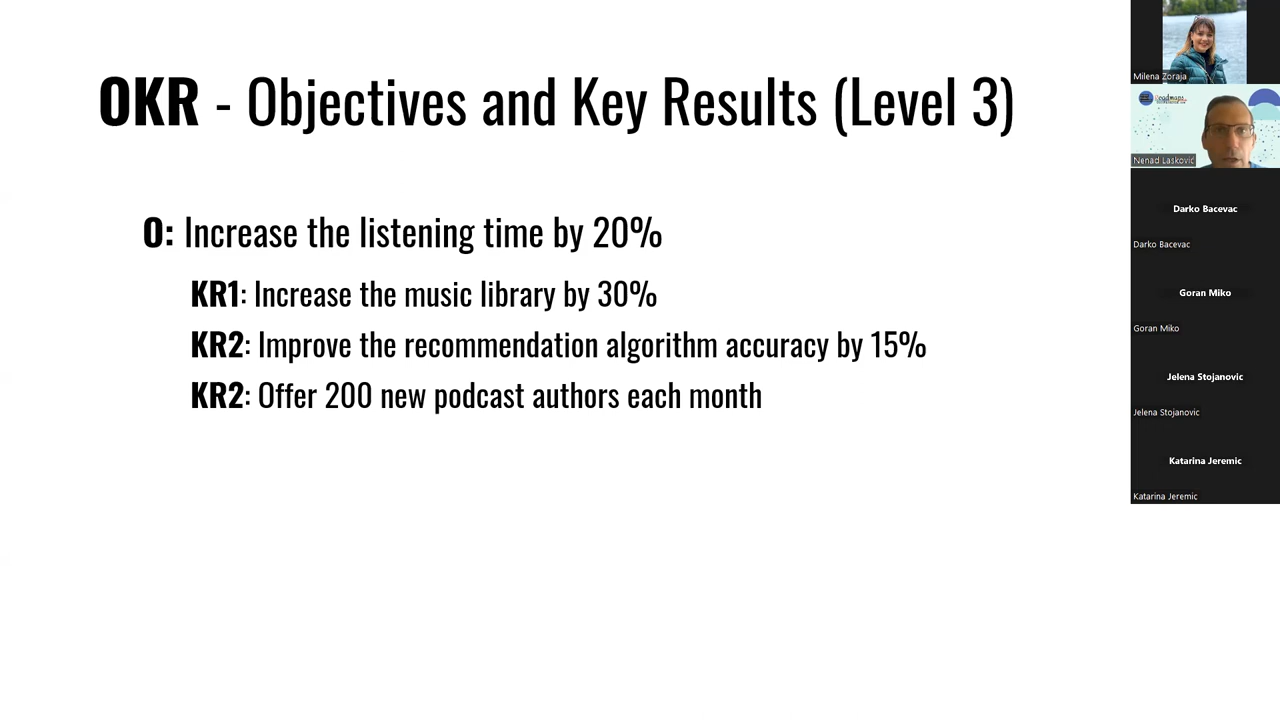 OKR - Objectives and Key Results (Level 3)
O: Increase the listening time by 20%
KR1: Increase the music library by 30%
KR2: Improve the recommendation algorithm accuracy by 15%
KR2: Offer 200 new podcast authors each month
Milena Zoraja
Nenad Lasković
Darko Bacevac
Darko Bacevac
Goran Miko
Goran Miko
Jelena Stojanovic
Jelena Stojanovic
Katarina Jeremic
Katarina Jeremic